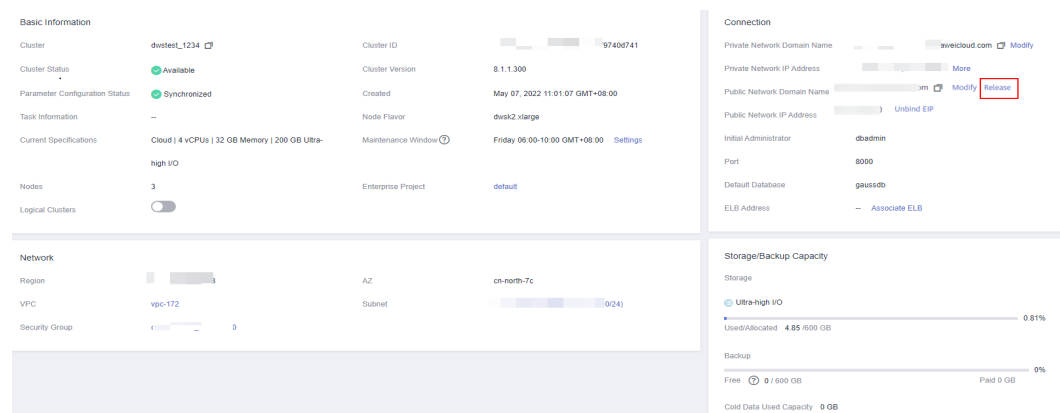 Basic Information
Cluster dwstest_1234 Cluster ID 9740d741
Cluster Status Available Cluster Version 8.1.1.300
Parameter Configuration Status Synchronized Created May 07, 2022 11:01:07 GMT+08:00
Task Information -- Node Flavor dwsk2.xlarge
Current Specifications Cloud | 4 vCPUs | 32 GB Memory | 200 GB Ultra-high I/O Maintenance Window Friday 06:00-10:00 GMT+08:00 Settings
Nodes 3 Enterprise Project default
Logical Clusters
Network
Region AZ cn-north-7c
VPC vpc-172 Subnet 0/24)
Security Group
Connection
Private Network Domain Name eweicloud.com Modify
Private Network IP Address More
Public Network Domain Name om Modify Release
Public Network IP Address ) Unbind EIP
Initial Administrator dbadmin
Port 8000
Default Database gaussdb
ELB Address -- Associate ELB
Storage/Backup Capacity
Storage
Ultra-high I/O
0.81%
Used/Allocated 4.85 /600 GB
Backup
0%
Free ? 0 / 600 GB Paid 0 GB
Cold Data Used Capacity 0 GB